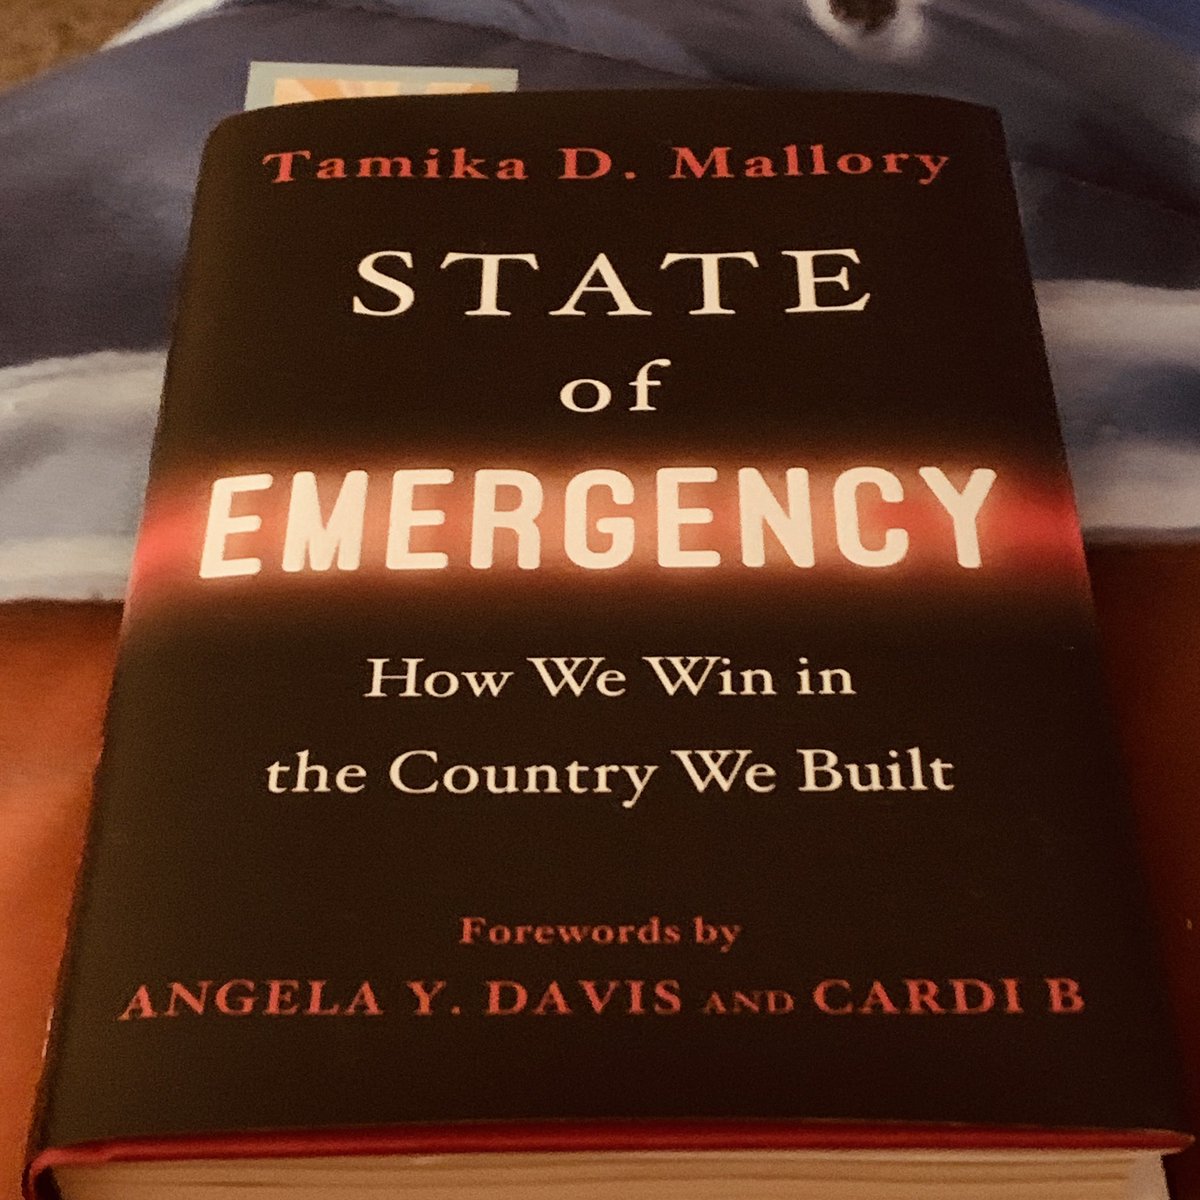 Tamika D. Mallory
STATE
of
EMERGENCY
How We Win in
the Country We Built
Forewords by
ANGELA Y. DAVIS AND CARDI B